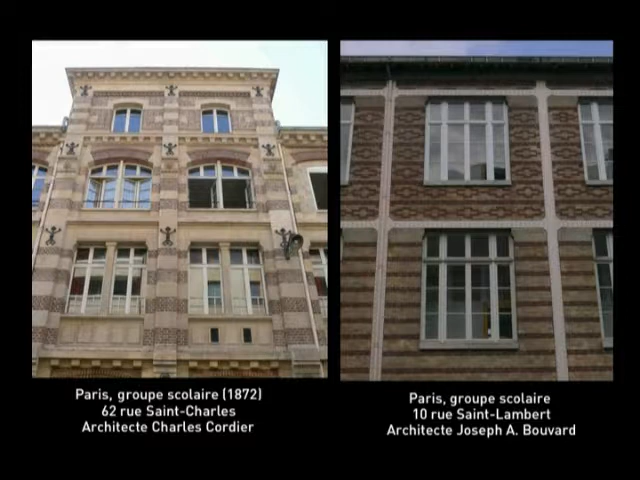 Paris, groupe scolaire (1872)
62 rue Saint-Charles
Architecte Charles Cordier
Paris, groupe scolaire
10 rue Saint-Lambert
Architecte Joseph A. Bouvard